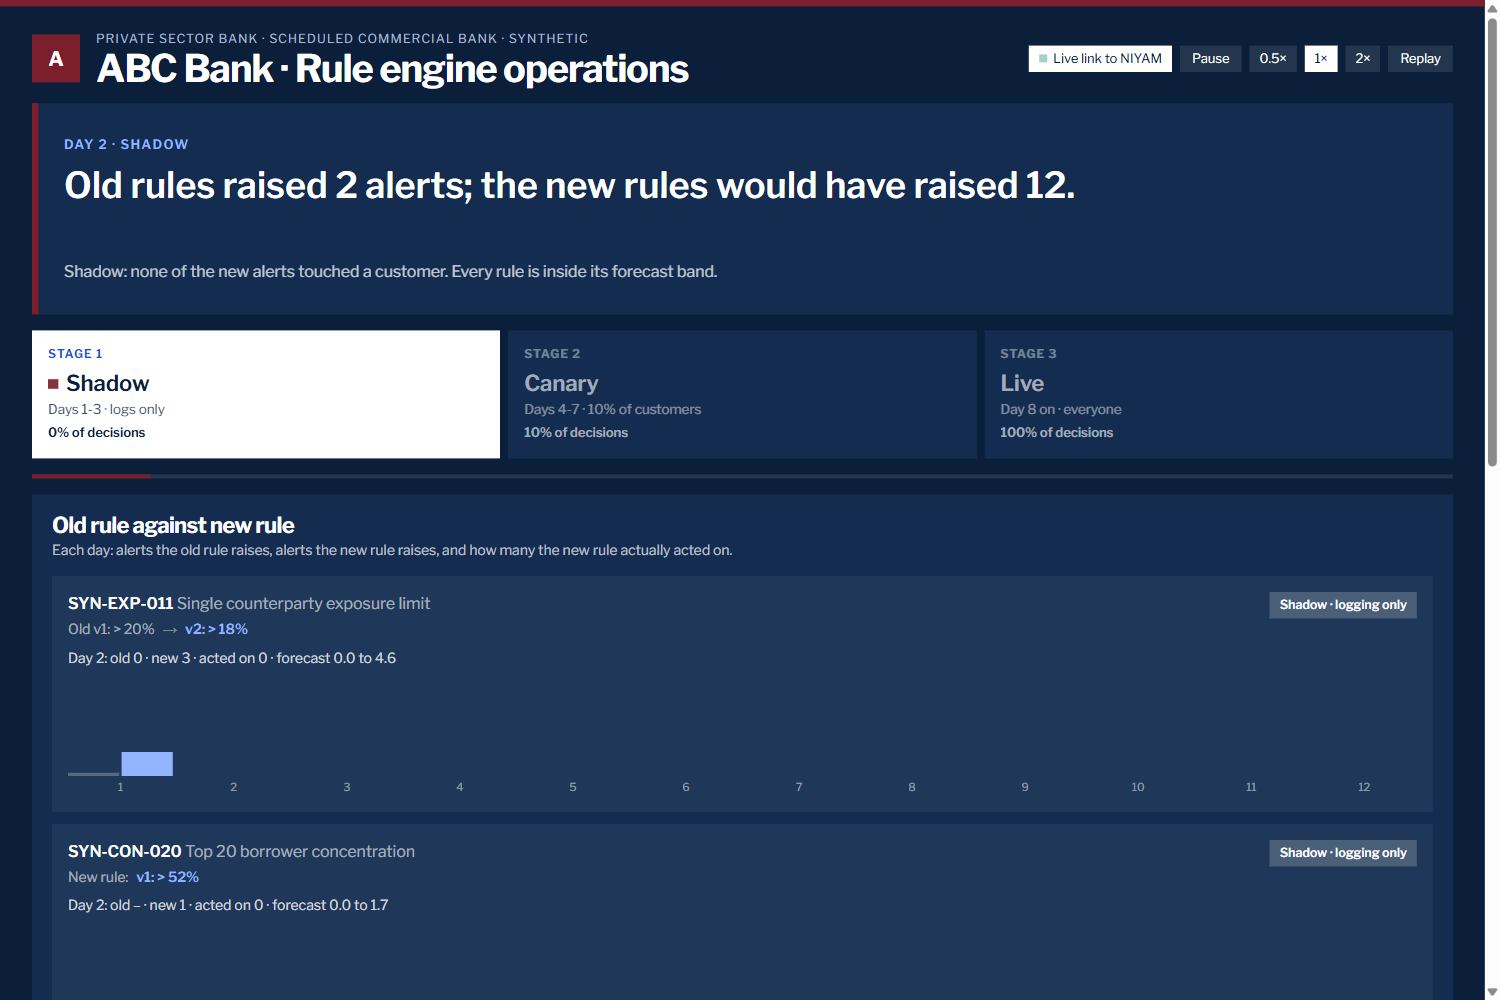 A
PRIVATE SECTOR BANK · SCHEDULED COMMERCIAL BANK · SYNTHETIC
ABC Bank · Rule engine operations
Live link to NIYAM
Pause
0.5×
1×
2×
Replay
DAY 2 · SHADOW
Old rules raised 2 alerts; the new rules would have raised 12.
Shadow: none of the new alerts touched a customer. Every rule is inside its forecast band.
STAGE 1
Shadow
Days 1-3 · logs only
0% of decisions
STAGE 2
Canary
Days 4-7 · 10% of customers
10% of decisions
STAGE 3
Live
Day 8 on · everyone
100% of decisions
Old rule against new rule
Each day: alerts the old rule raises, alerts the new rule raises, and how many the new rule actually acted on.
SYN-EXP-011 Single counterparty exposure limit
Shadow · logging only
Old v1: > 20% → v2: > 18%
Day 2: old 0 · new 3 · acted on 0 · forecast 0.0 to 4.6
1 2 3 4 5 6 7 8 9 10 11 12
SYN-CON-020 Top 20 borrower concentration
Shadow · logging only
New rule: v1: > 52%
Day 2: old – · new 1 · acted on 0 · forecast 0.0 to 1.7